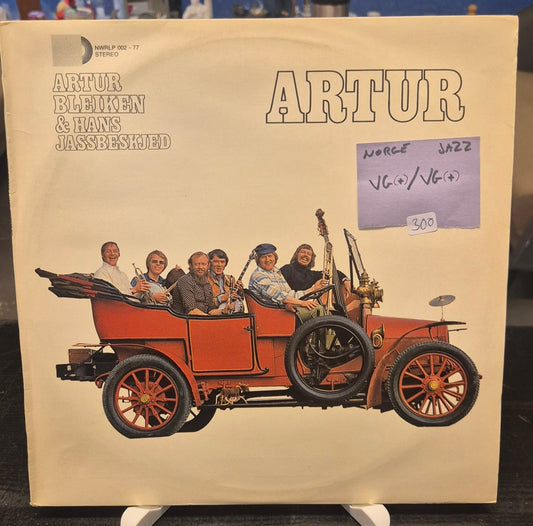 NWRLP 002 - 77
STEREO
ARTUR
BLEIKEN
& HANS
JASSBESKJED
ARTUR
NORGE JAZZ
VG(+)/VG(+)
300